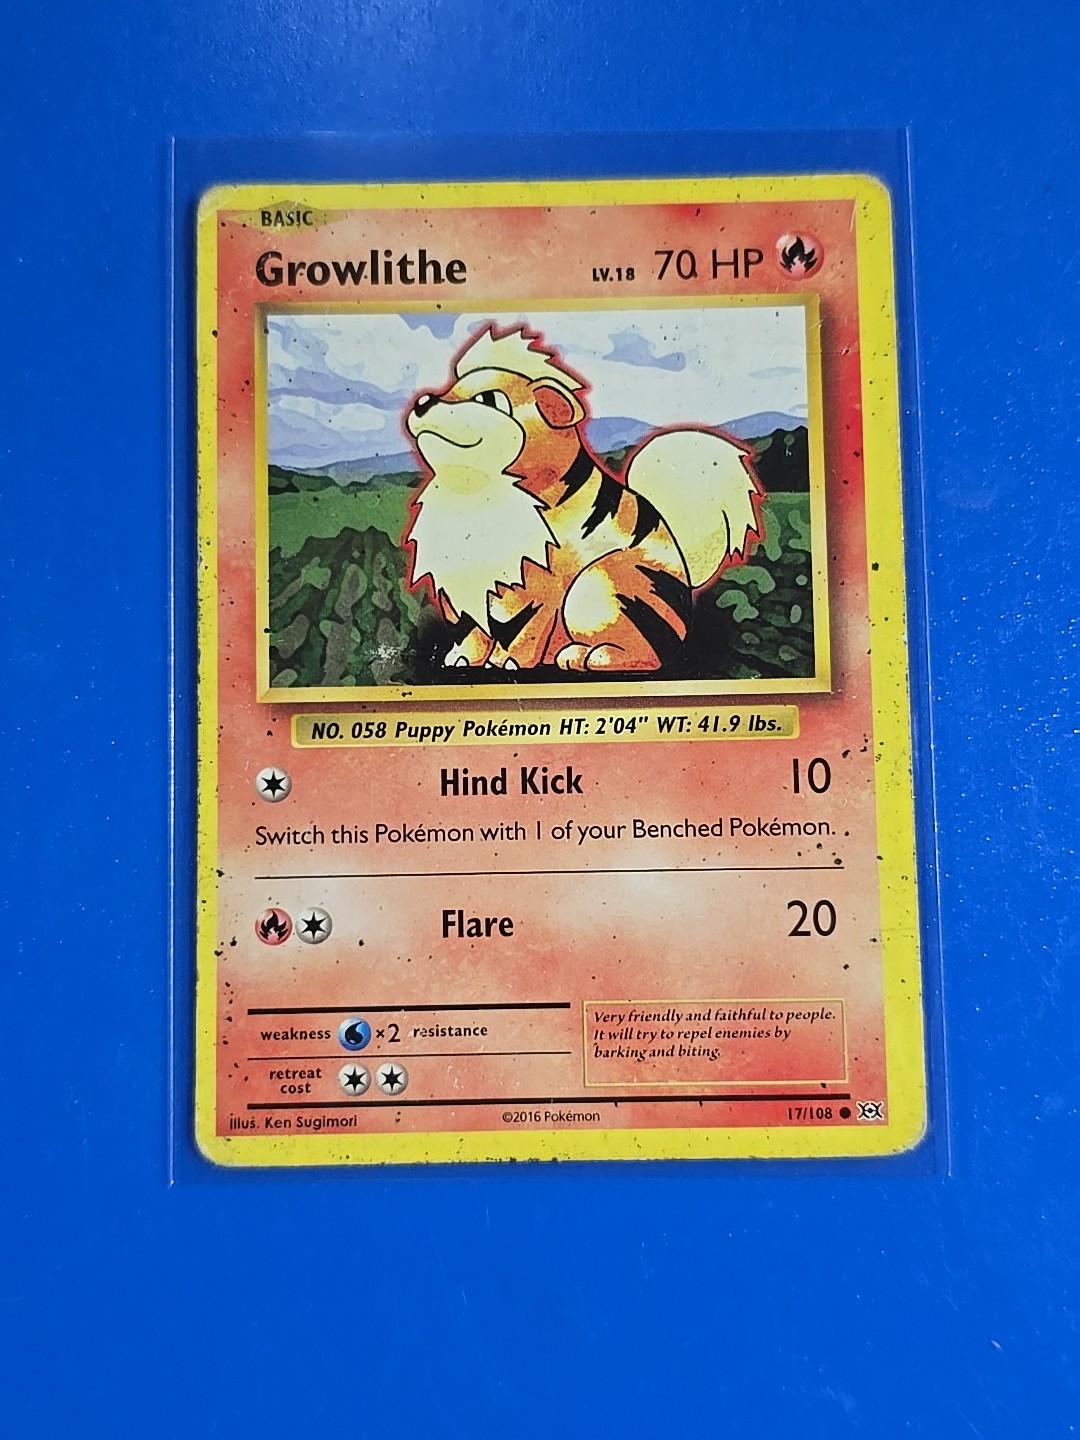 BASIC
Growlithe LV.18 70 HP
NO. 058 Puppy Pokémon HT: 2'04" WT: 41.9 lbs.
Hind Kick 10
Switch this Pokémon with 1 of your Benched Pokémon.
Flare 20
weakness ×2 resistance
retreat cost
Very friendly and faithful to people.
It will try to repel enemies by
barking and biting.
Illus. Ken Sugimori ©2016 Pokémon 17/108